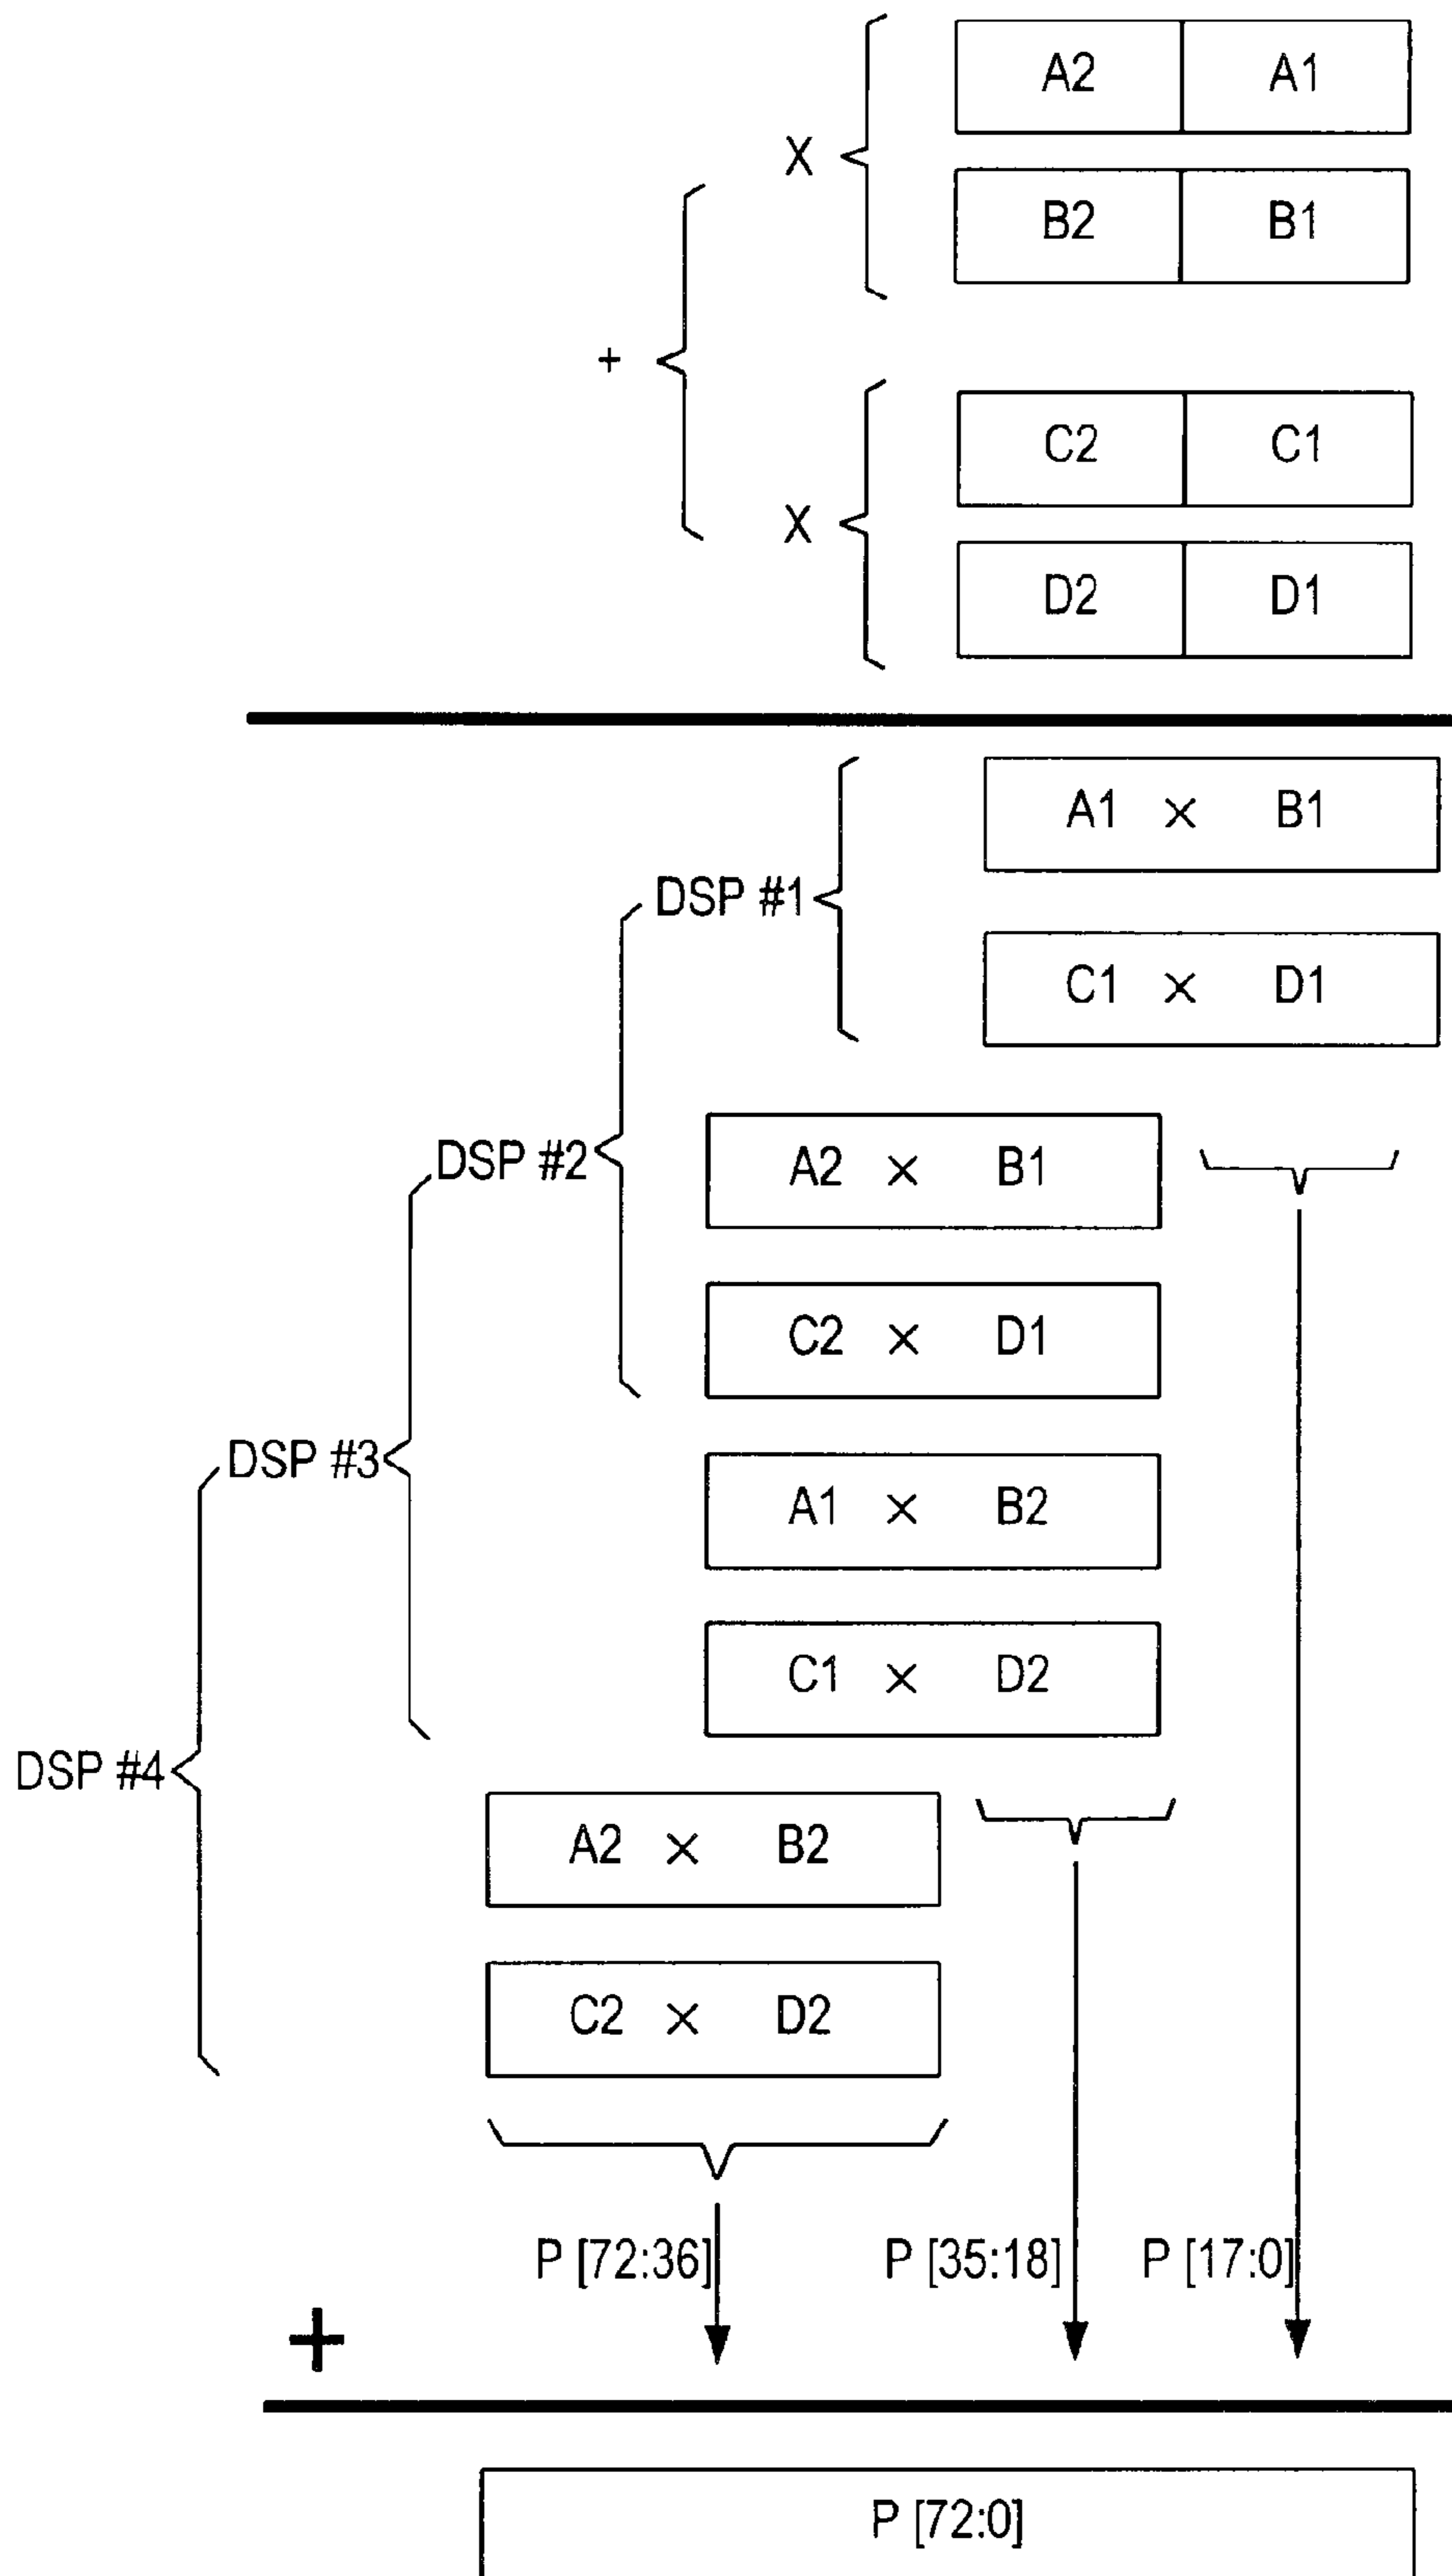 A2 A1
X
B2 B1
+
C2 C1
X
D2 D1
A1 × B1
DSP #1
C1 × D1
DSP #2
A2 × B1
C2 × D1
DSP #3
A1 × B2
C1 × D2
DSP #4
A2 × B2
C2 × D2
P [72:36] P [35:18] P [17:0]
+
P [72:0]